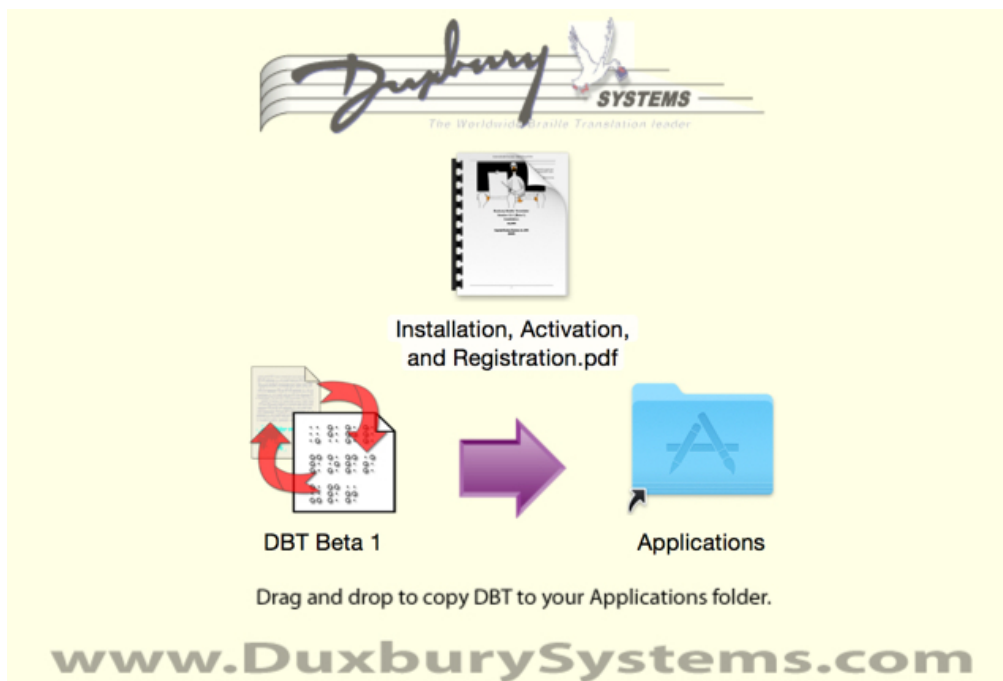 Duxbury
SYSTEMS
The Worldwide Braille Translation leader
Installation, Activation,
and Registration.pdf
DBT Beta 1
Applications
Drag and drop to copy DBT to your Applications folder.
www.DuxburySystems.com